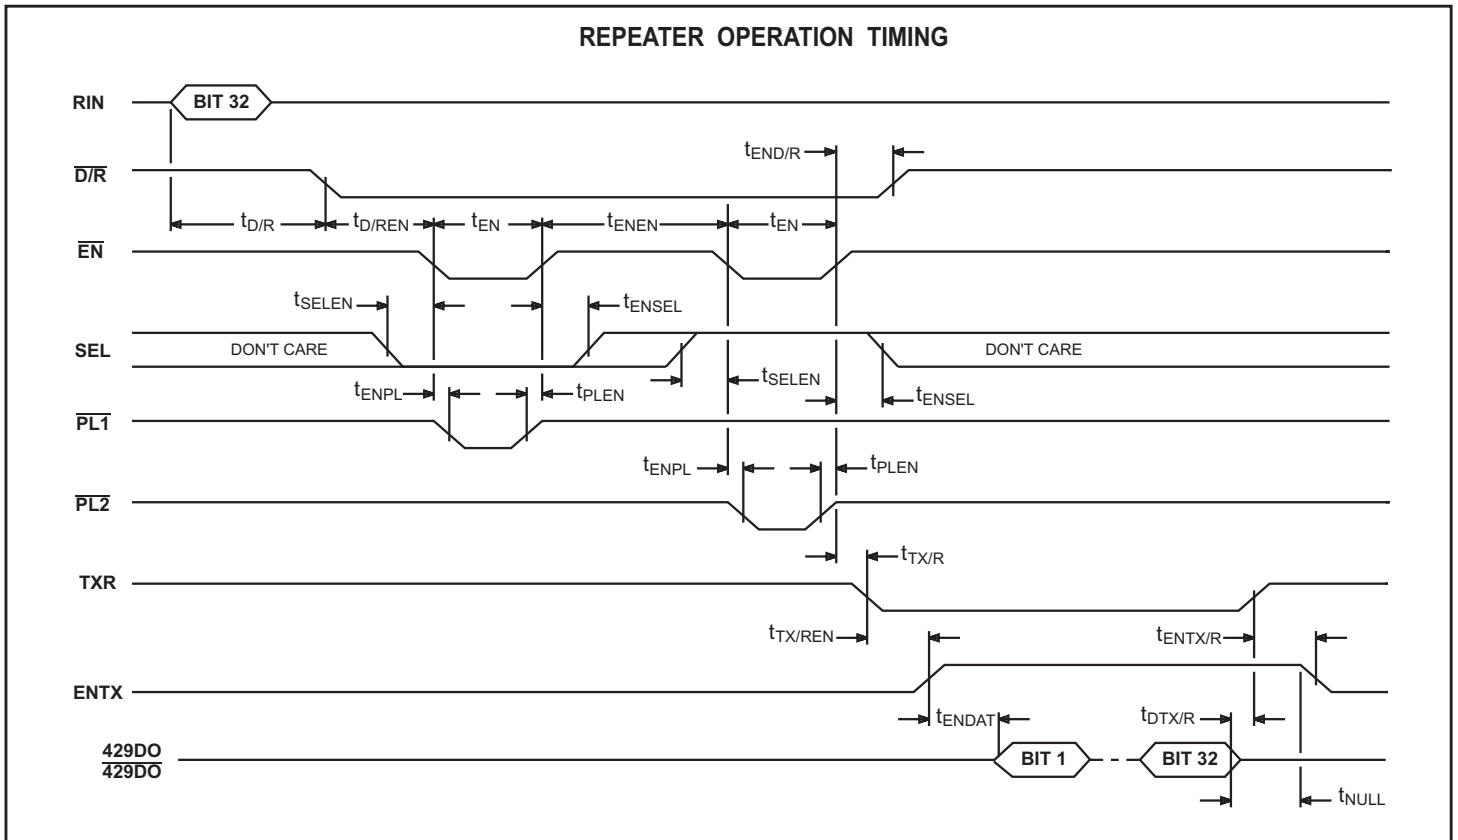 REPEATER OPERATION TIMING
RIN
BIT 32
tEND/R
D/R
tD/R
tD/REN
tEN
tENEN
tEN
EN
tSELEN
tENSEL
SEL
DON'T CARE
DON'T CARE
tENPL
tPLEN
tSELEN
tENSEL
PL1
tENPL
tPLEN
PL2
tTX/R
TXR
tTX/REN
tENTX/R
ENTX
tENDAT
tDTX/R
429DO
429DO
BIT 1
BIT 32
tNULL